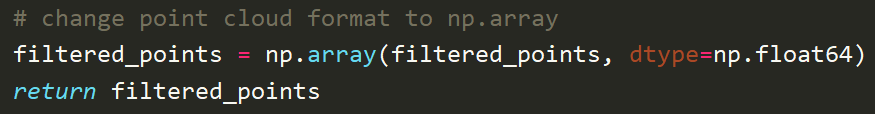 # change point cloud format to np.array
filtered_points = np.array(filtered_points, dtype=np.float64)
return filtered_points